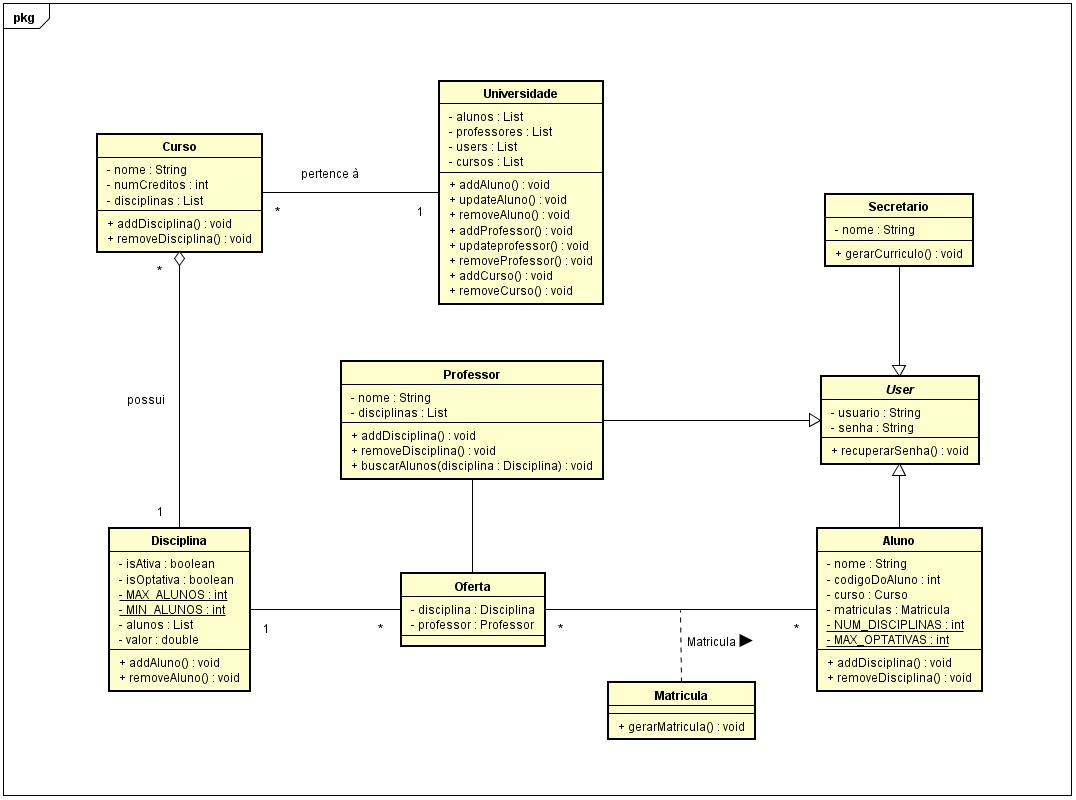 pkg
Universidade
- alunos : List
- professores : List
- users : List
- cursos : List
+ addAluno() : void
+ updateAluno() : void
+ removeAluno() : void
+ addProfessor() : void
+ updateprofessor() : void
+ removeProfessor() : void
+ addCurso() : void
+ removeCurso() : void
Curso
- nome : String
- numCreditos : int
- disciplinas : List
+ addDisciplina() : void
+ removeDisciplina() : void
pertence à
*
1
Secretario
- nome : String
+ gerarCurriculo() : void
*
possui
1
Professor
- nome : String
- disciplinas : List
+ addDisciplina() : void
+ removeDisciplina() : void
+ buscarAlunos(disciplina : Disciplina) : void
User
- usuario : String
- senha : String
+ recuperarSenha() : void
Disciplina
- isAtiva : boolean
- isOptativa : boolean
- MAX_ALUNOS : int
- MIN_ALUNOS : int
- alunos : List
- valor : double
+ addAluno() : void
+ removeAluno() : void
1
*
Oferta
- disciplina : Disciplina
- professor : Professor
*
*
Matricula
Aluno
- nome : String
- codigoDoAluno : int
- curso : Curso
- matriculas : Matricula
- NUM_DISCIPLINAS : int
- MAX_OPTATIVAS : int
+ addDisciplina() : void
+ removeDisciplina() : void
Matricula
+ gerarMatricula() : void